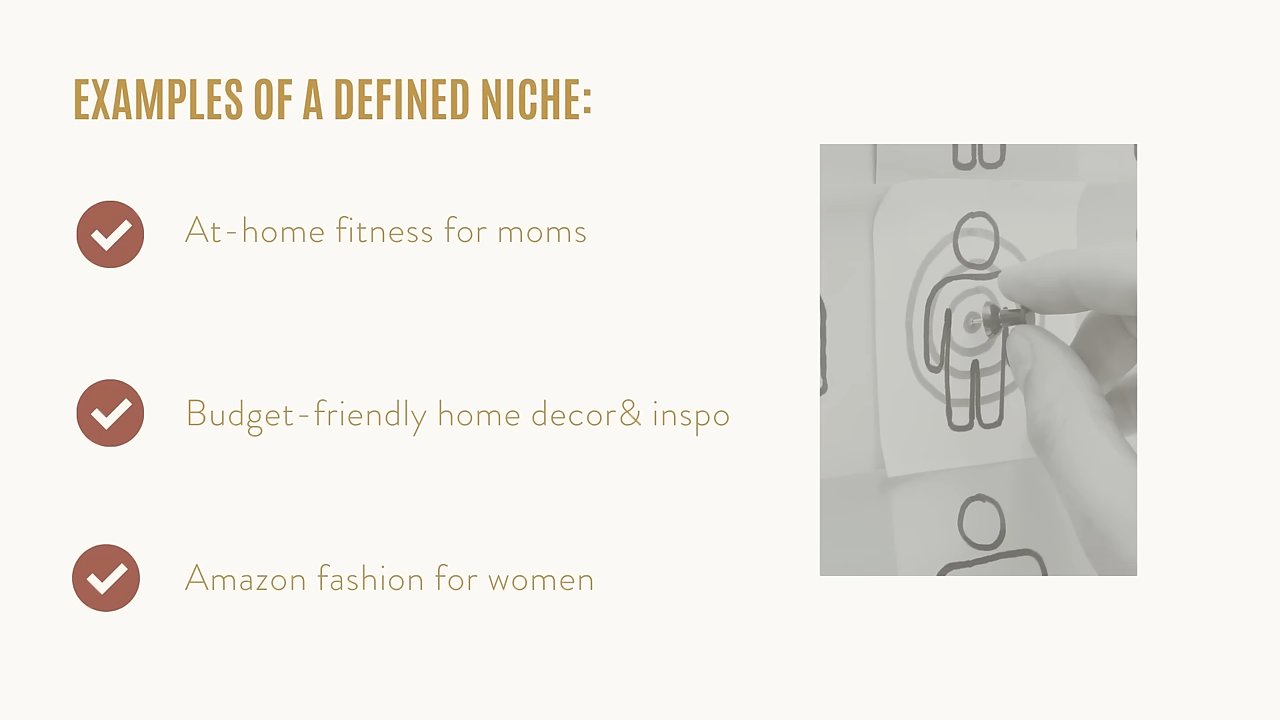 EXAMPLES OF A DEFINED NICHE:
At-home fitness for moms
Budget-friendly home decor& inspo
Amazon fashion for women